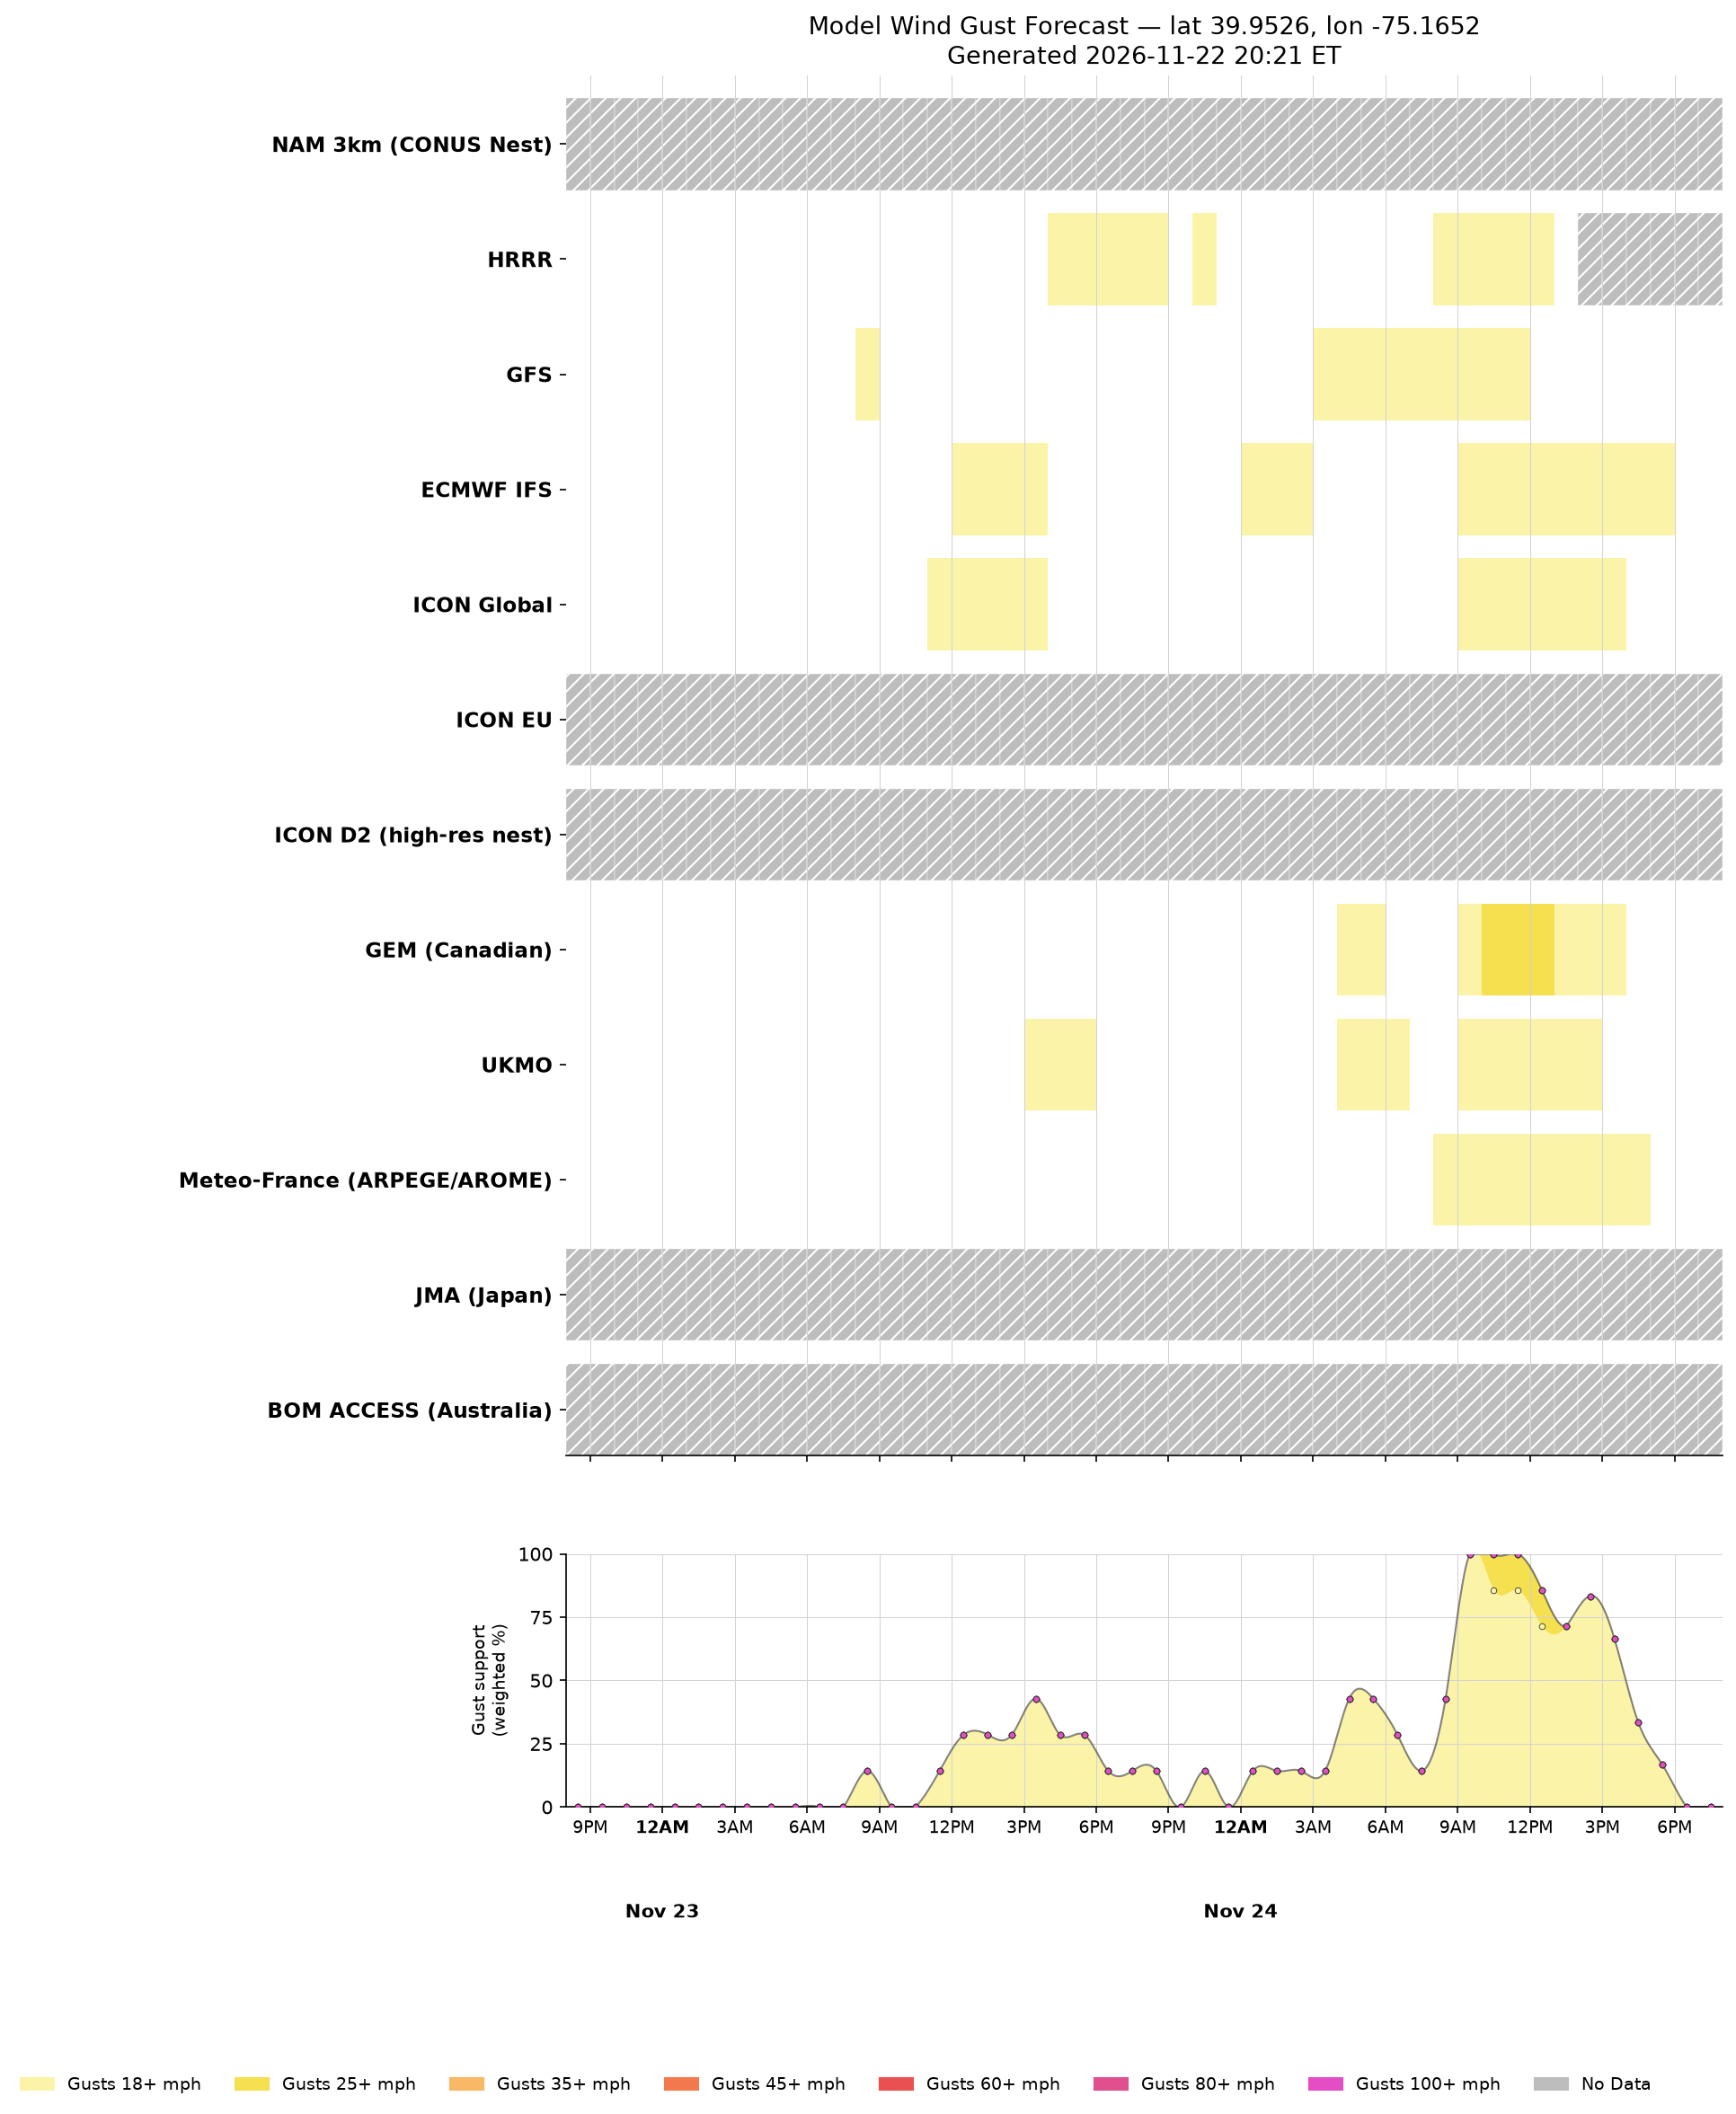 Model Wind Gust Forecast — lat 39.9526, lon -75.1652
Generated 2026-11-22 20:21 ET
NAM 3km (CONUS Nest)
HRRR
GFS
ECMWF IFS
ICON Global
ICON EU
ICON D2 (high-res nest)
GEM (Canadian)
UKMO
Meteo-France (ARPEGE/AROME)
JMA (Japan)
BOM ACCESS (Australia)
Gust support
(weighted %)
100
75
50
25
0
9PM 12AM 3AM 6AM 9AM 12PM 3PM 6PM 9PM 12AM 3AM 6AM 9AM 12PM 3PM 6PM
Nov 23 Nov 24
Gusts 18+ mph Gusts 25+ mph Gusts 35+ mph Gusts 45+ mph Gusts 60+ mph Gusts 80+ mph Gusts 100+ mph No Data